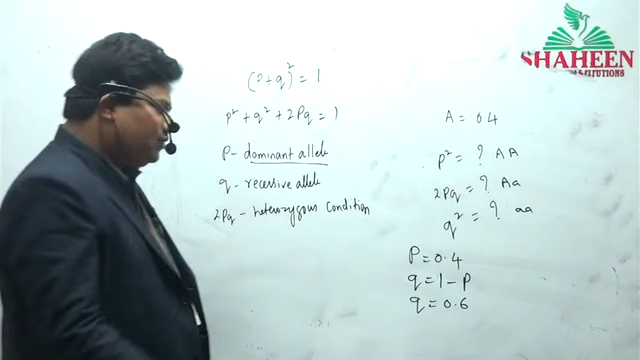 SHAHEEN
INSTITUTIONS
(P+q)² = 1
p² + q² + 2Pq = 1
P - dominant allele
q - recessive allele
2Pq - heterozygous condition
A = 0.4
p² = ? AA
2Pq = ? Aa
q² = ? aa
P = 0.4
q = 1 - P
q = 0.6